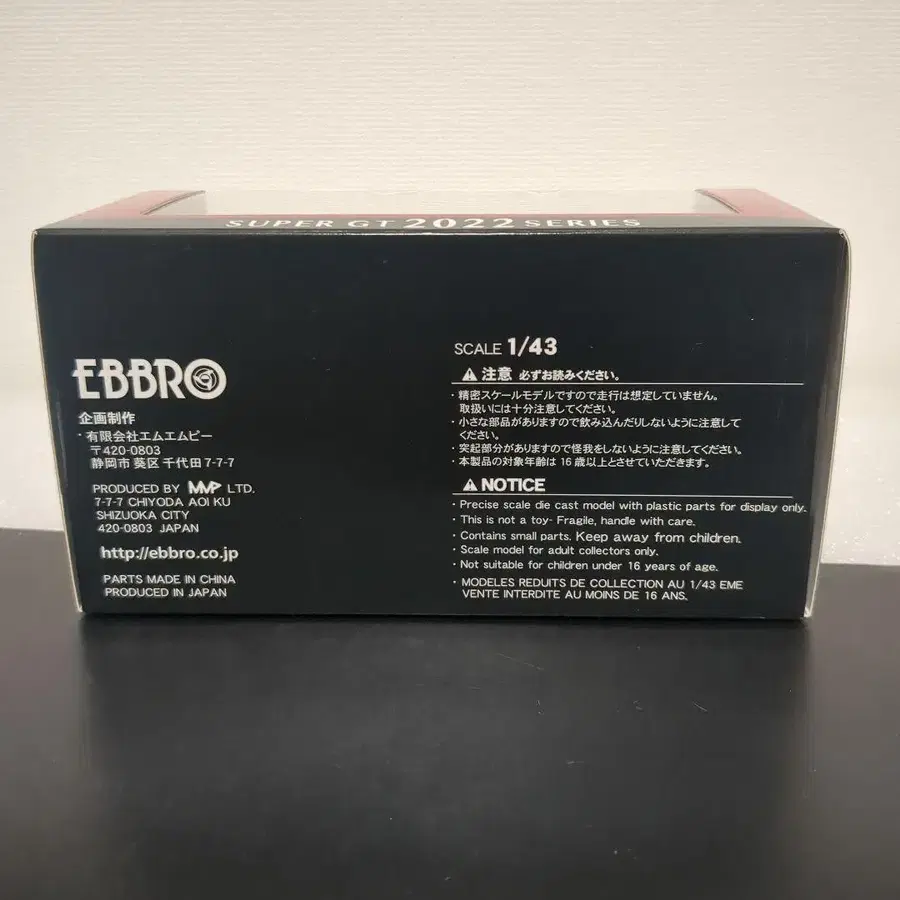 SUPER GT 2022 SERIES
EBBRO
企画制作
・有限会社エムエムピー
〒420-0803
静岡市 葵区 千代田 7-7-7
PRODUCED BY MMP LTD.
7-7-7 CHIYODA AOI KU
SHIZUOKA CITY
420-0803 JAPAN
http://ebbro.co.jp
PARTS MADE IN CHINA
PRODUCED IN JAPAN
SCALE 1/43
⚠ 注意 必ずお読みください。
・精密スケールモデルですので走行は想定していません。
取扱いには十分注意してください。
・小さな部品がありますので飲み込んだりしないように注意して
ください。
・突起部分がありますので怪我をしないように注意してください。
・本製品の対象年齢は 16 歳以上とさせていただきます。
⚠ NOTICE
・Precise scale die cast model with plastic parts for display only.
・This is not a toy- Fragile, handle with care.
・Contains small parts. Keep away from children.
・Scale model for adult collectors only.
・Not suitable for children under 16 years of age.
・MODELES REDUITS DE COLLECTION AU 1/43 EME
VENTE INTERDITE AU MOINS DE 16 ANS.